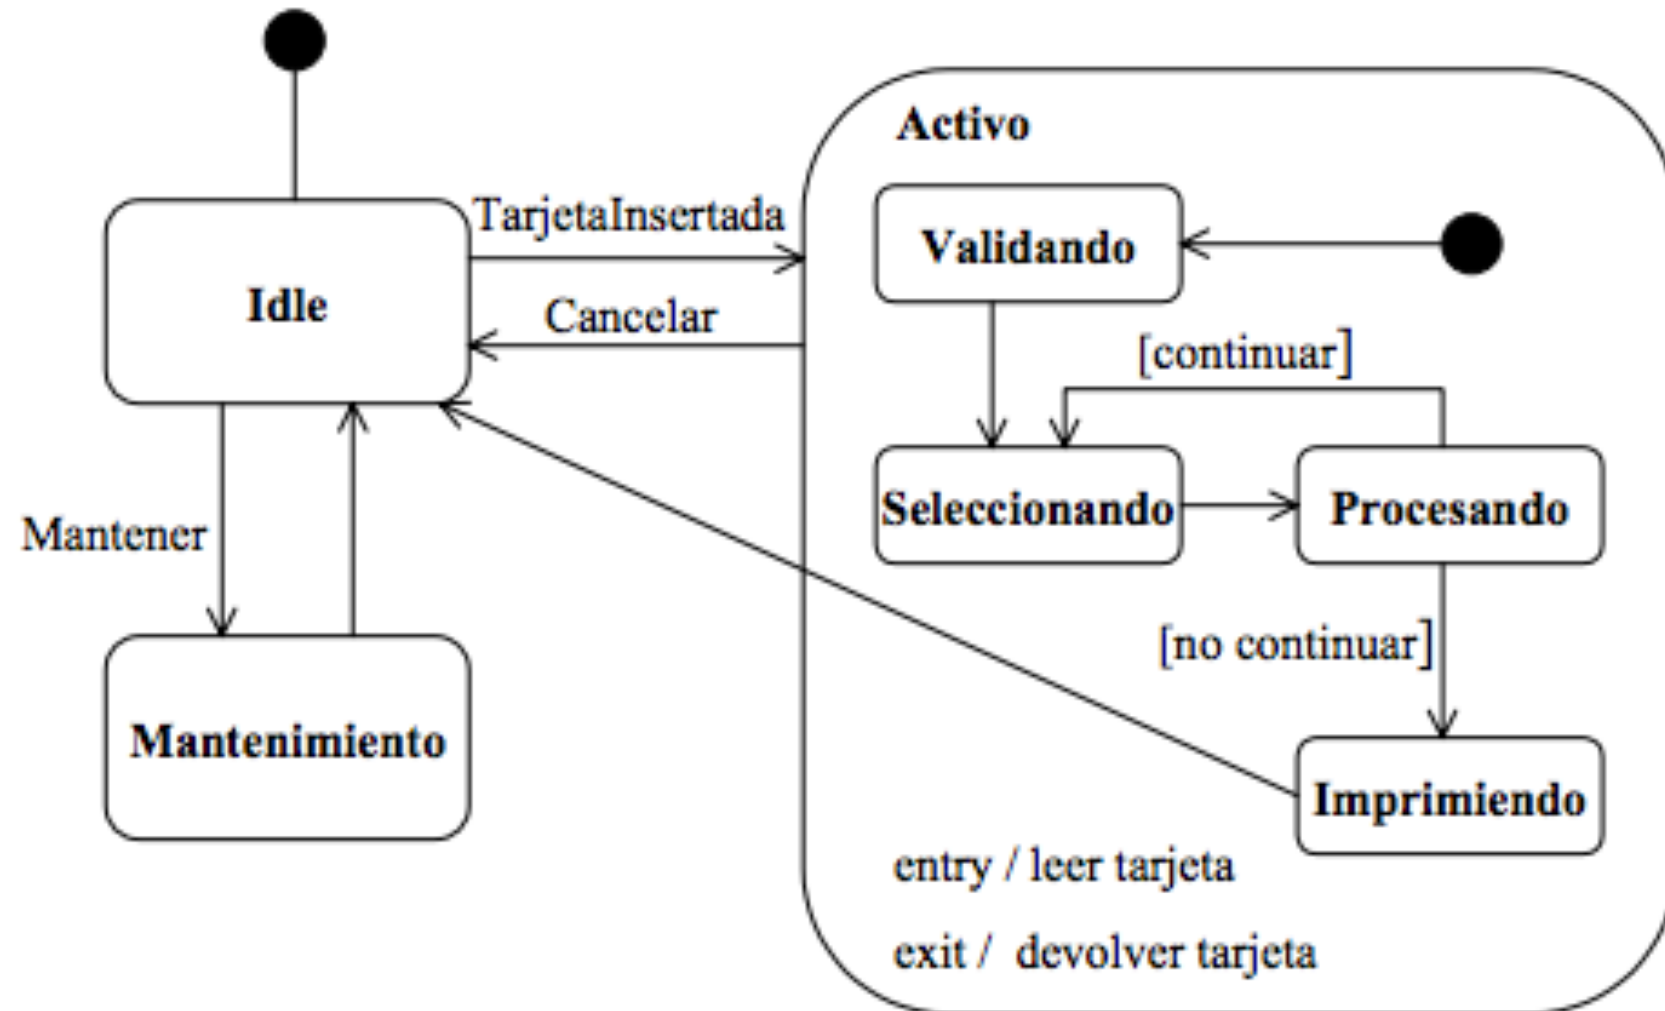 Activo
TarjetaInsertada
Validando
Idle
Cancelar
[continuar]
Seleccionando
Procesando
Mantener
[no continuar]
Mantenimiento
Imprimiendo
entry / leer tarjeta
exit / devolver tarjeta